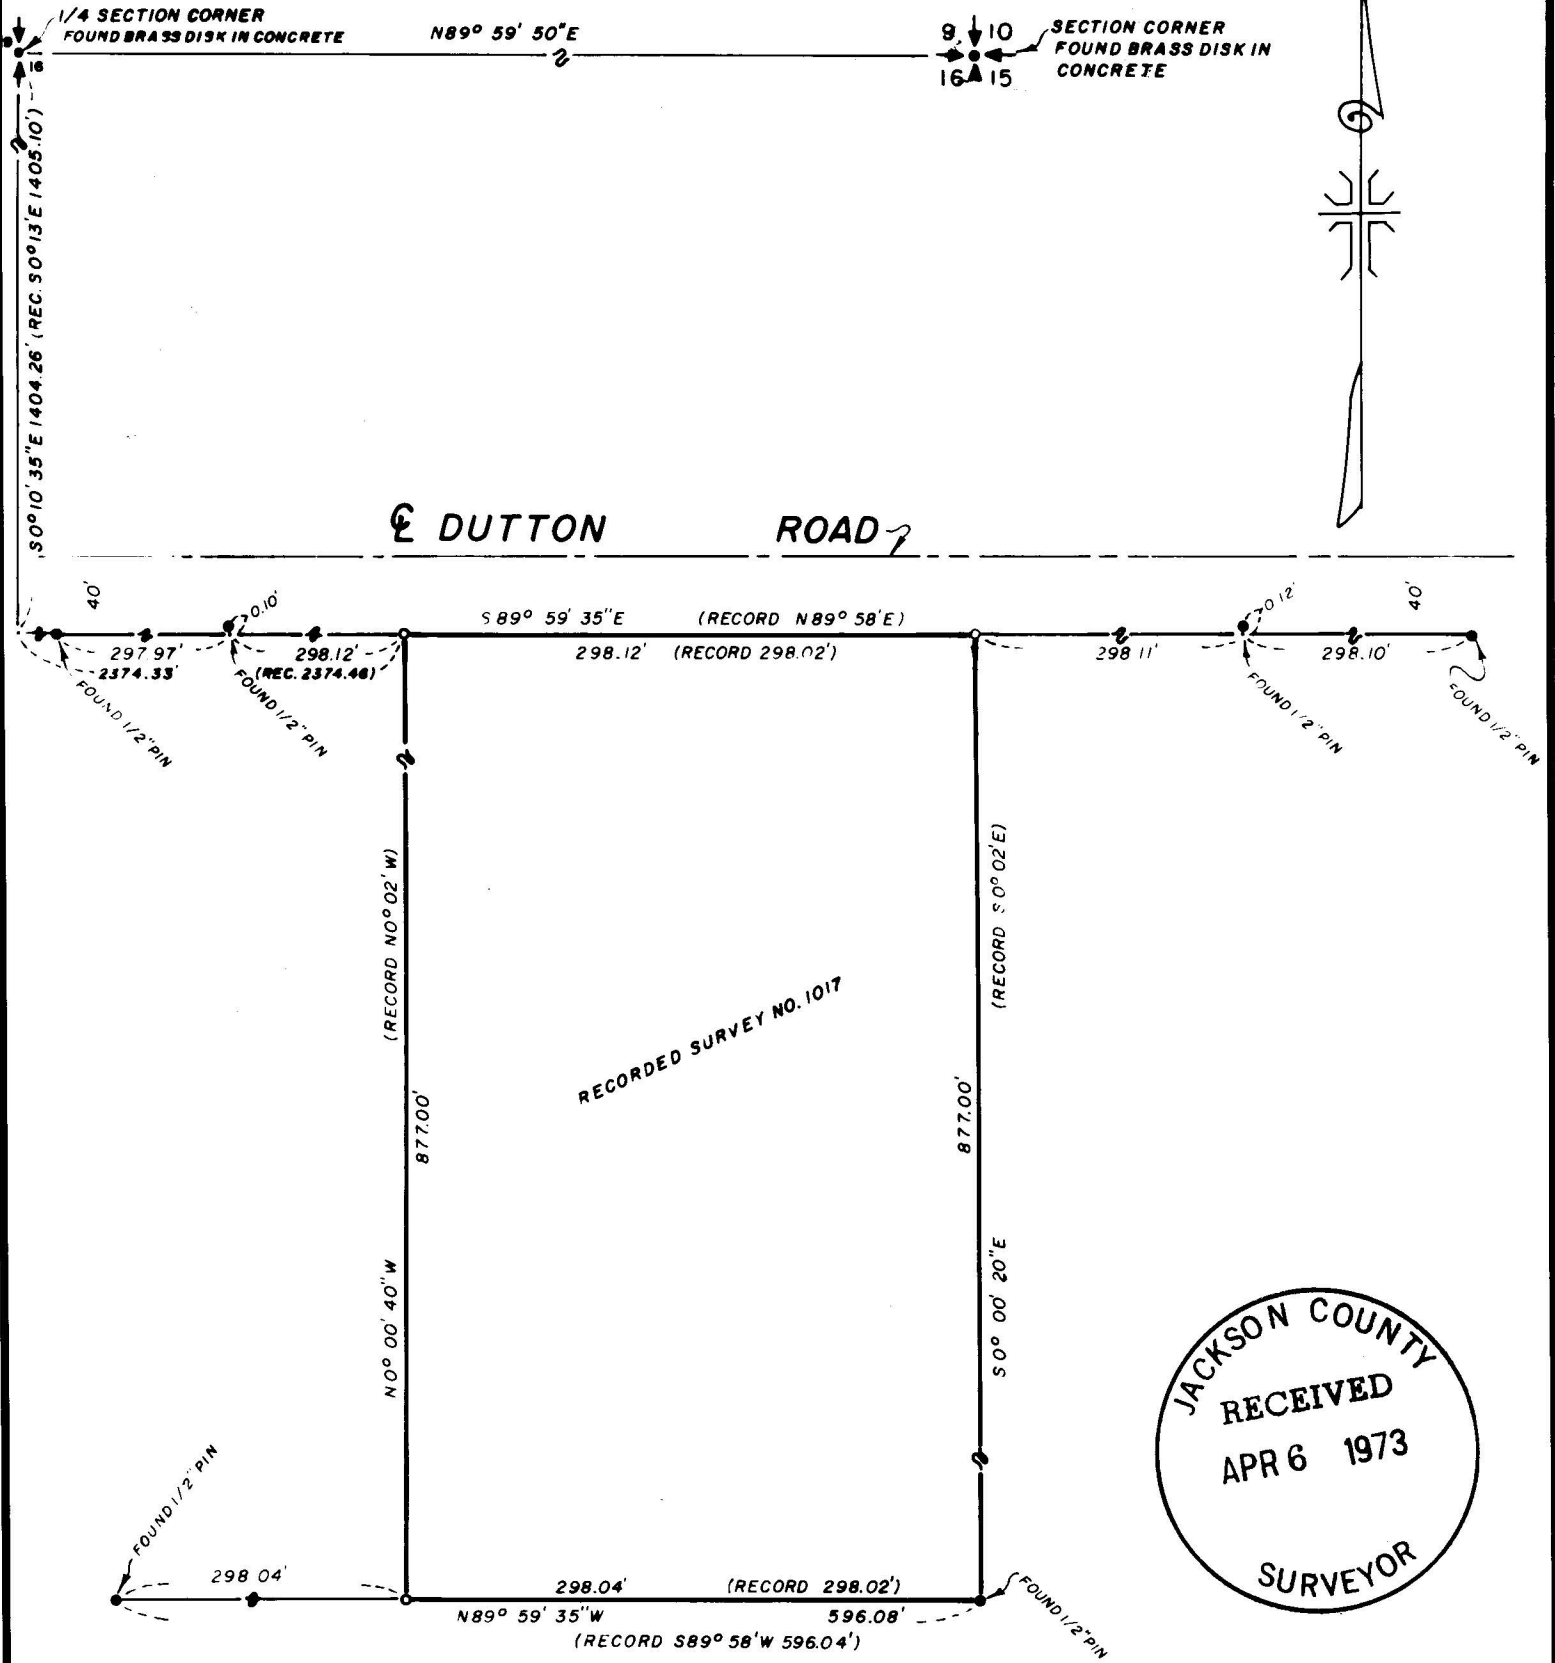 1/4 SECTION CORNER
FOUND BRASS DISK IN CONCRETE
16
N89° 59' 50"E
9 10
16 15
SECTION CORNER
FOUND BRASS DISK IN
CONCRETE
S0° 10' 35"E 1404.26' (REC. S0° 13'E 1405.10')
℄ DUTTON ROAD
40'
0.10'
S89° 59' 35"E (RECORD N89° 58'E)
0.12'
40'
297.97'
298.12'
298.12' (RECORD 298.02')
298.11'
298.10'
2374.33'
(REC. 2374.46)
FOUND 1/2" PIN
FOUND 1/2" PIN
FOUND 1/2" PIN
FOUND 1/2" PIN
(RECORD N0° 02' W)
877.00'
N0° 00' 40" W
RECORDED SURVEY NO. 1017
(RECORD S0° 02'E)
877.00'
S0° 00' 20"E
JACKSON COUNTY
RECEIVED
APR 6 1973
SURVEYOR
FOUND 1/2" PIN
298.04'
298.04' (RECORD 298.02')
N89° 59' 35"W 596.08'
(RECORD S89° 58'W 596.04')
FOUND 1/2" PIN